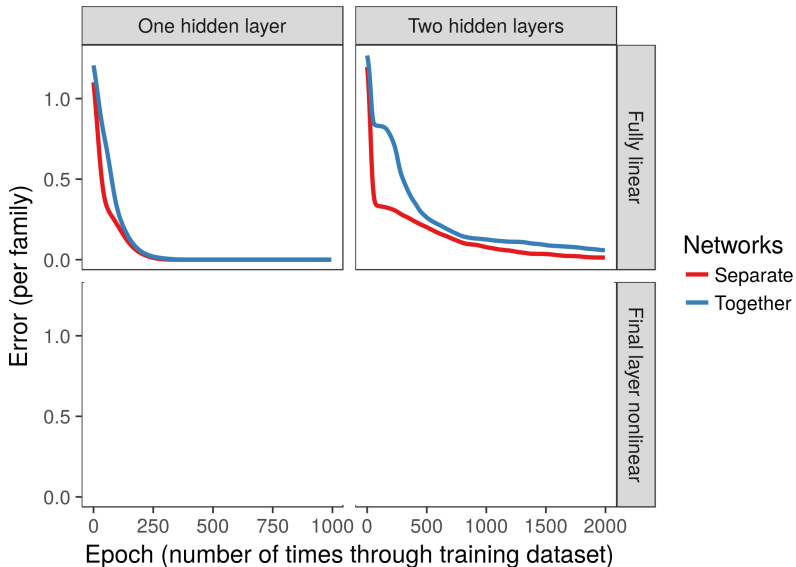 One hidden layer
Two hidden layers
Error (per family)
1.0
0.5
0.0
Fully linear
1.0
0.5
0.0
Final layer nonlinear
0 250 500 750 1000
0 500 1000 1500 2000
Epoch (number of times through training dataset)
Networks
Separate
Together